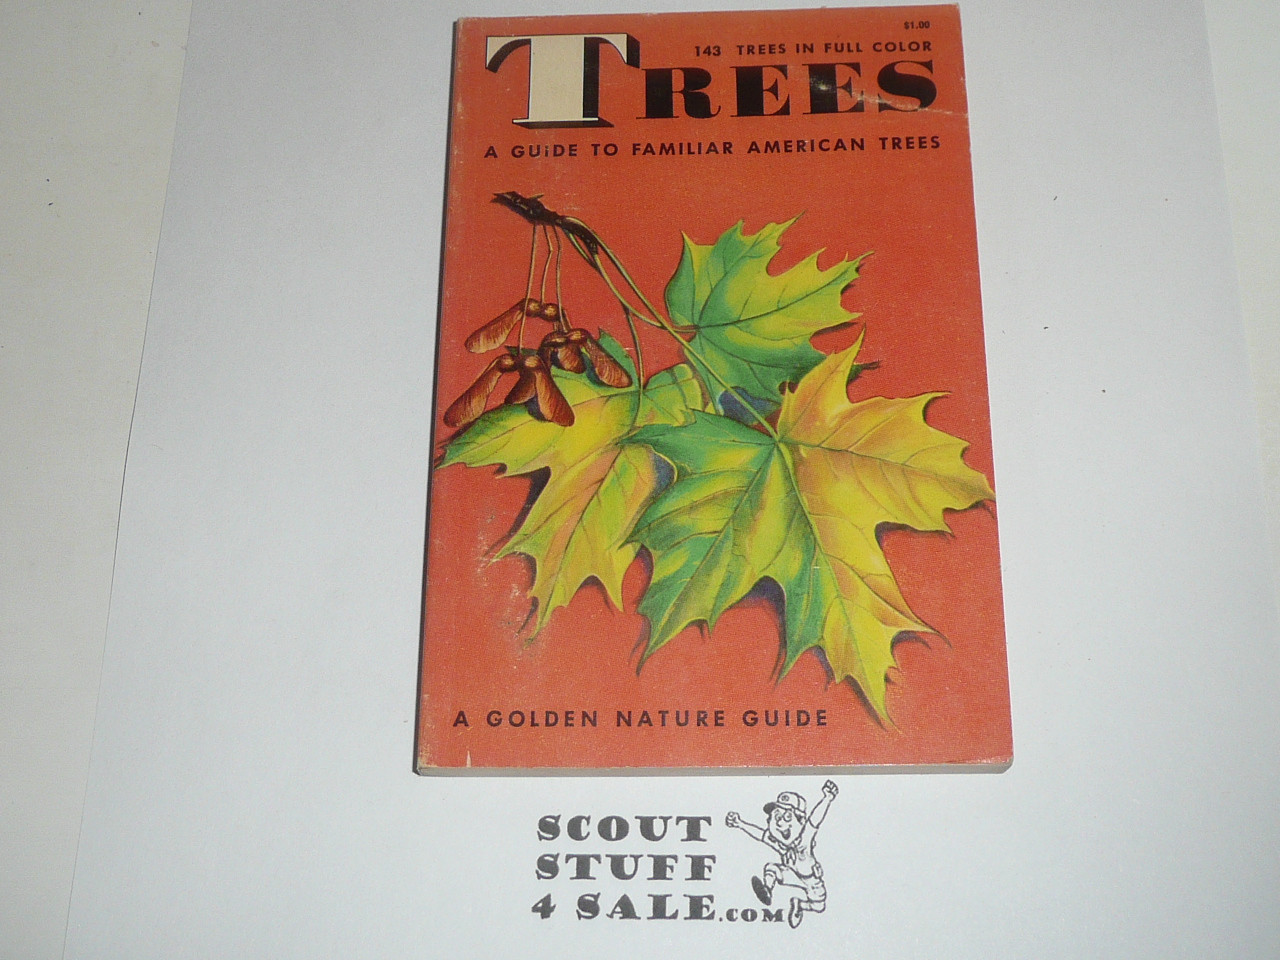 $1.00
143 TREES IN FULL COLOR
TREES
A GUiDE TO FAMILIAR AMERICAN TREES
A GOLDEN NATURE GUIDE
SCOUT
STUFF
4 SALE.COM